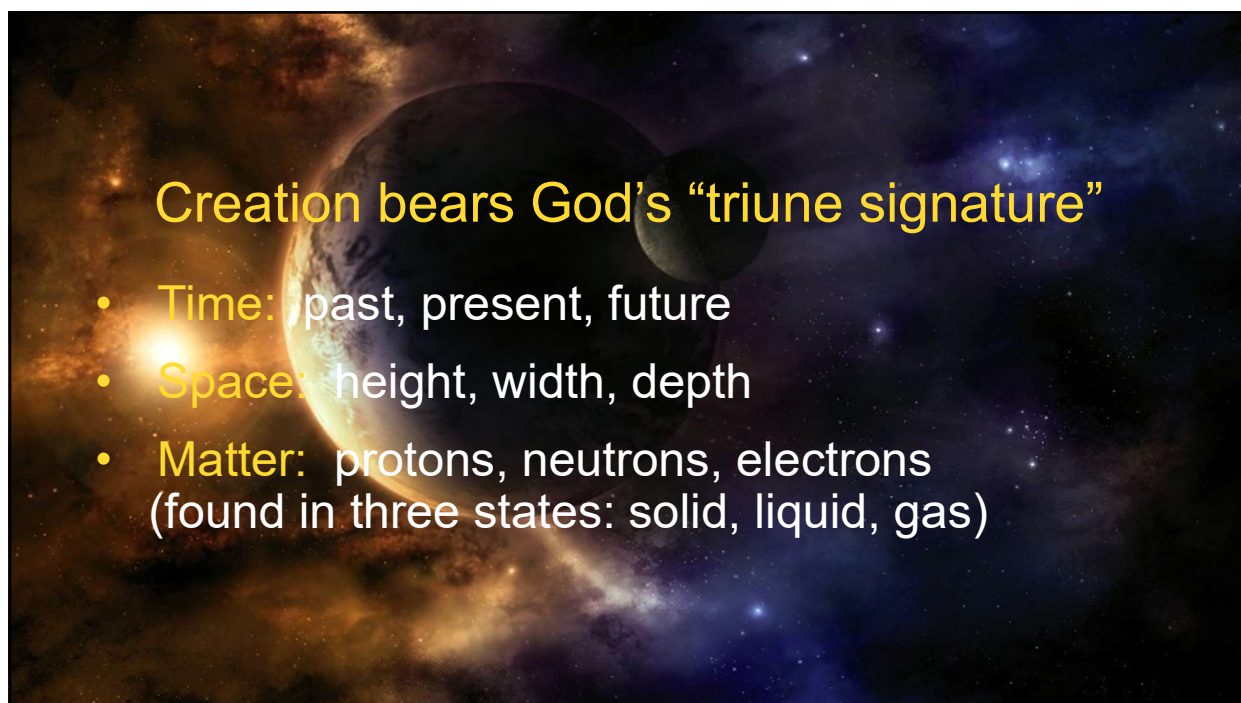 Creation bears God's “triune signature”
• Time: past, present, future
• Space: height, width, depth
• Matter: protons, neutrons, electrons
(found in three states: solid, liquid, gas)